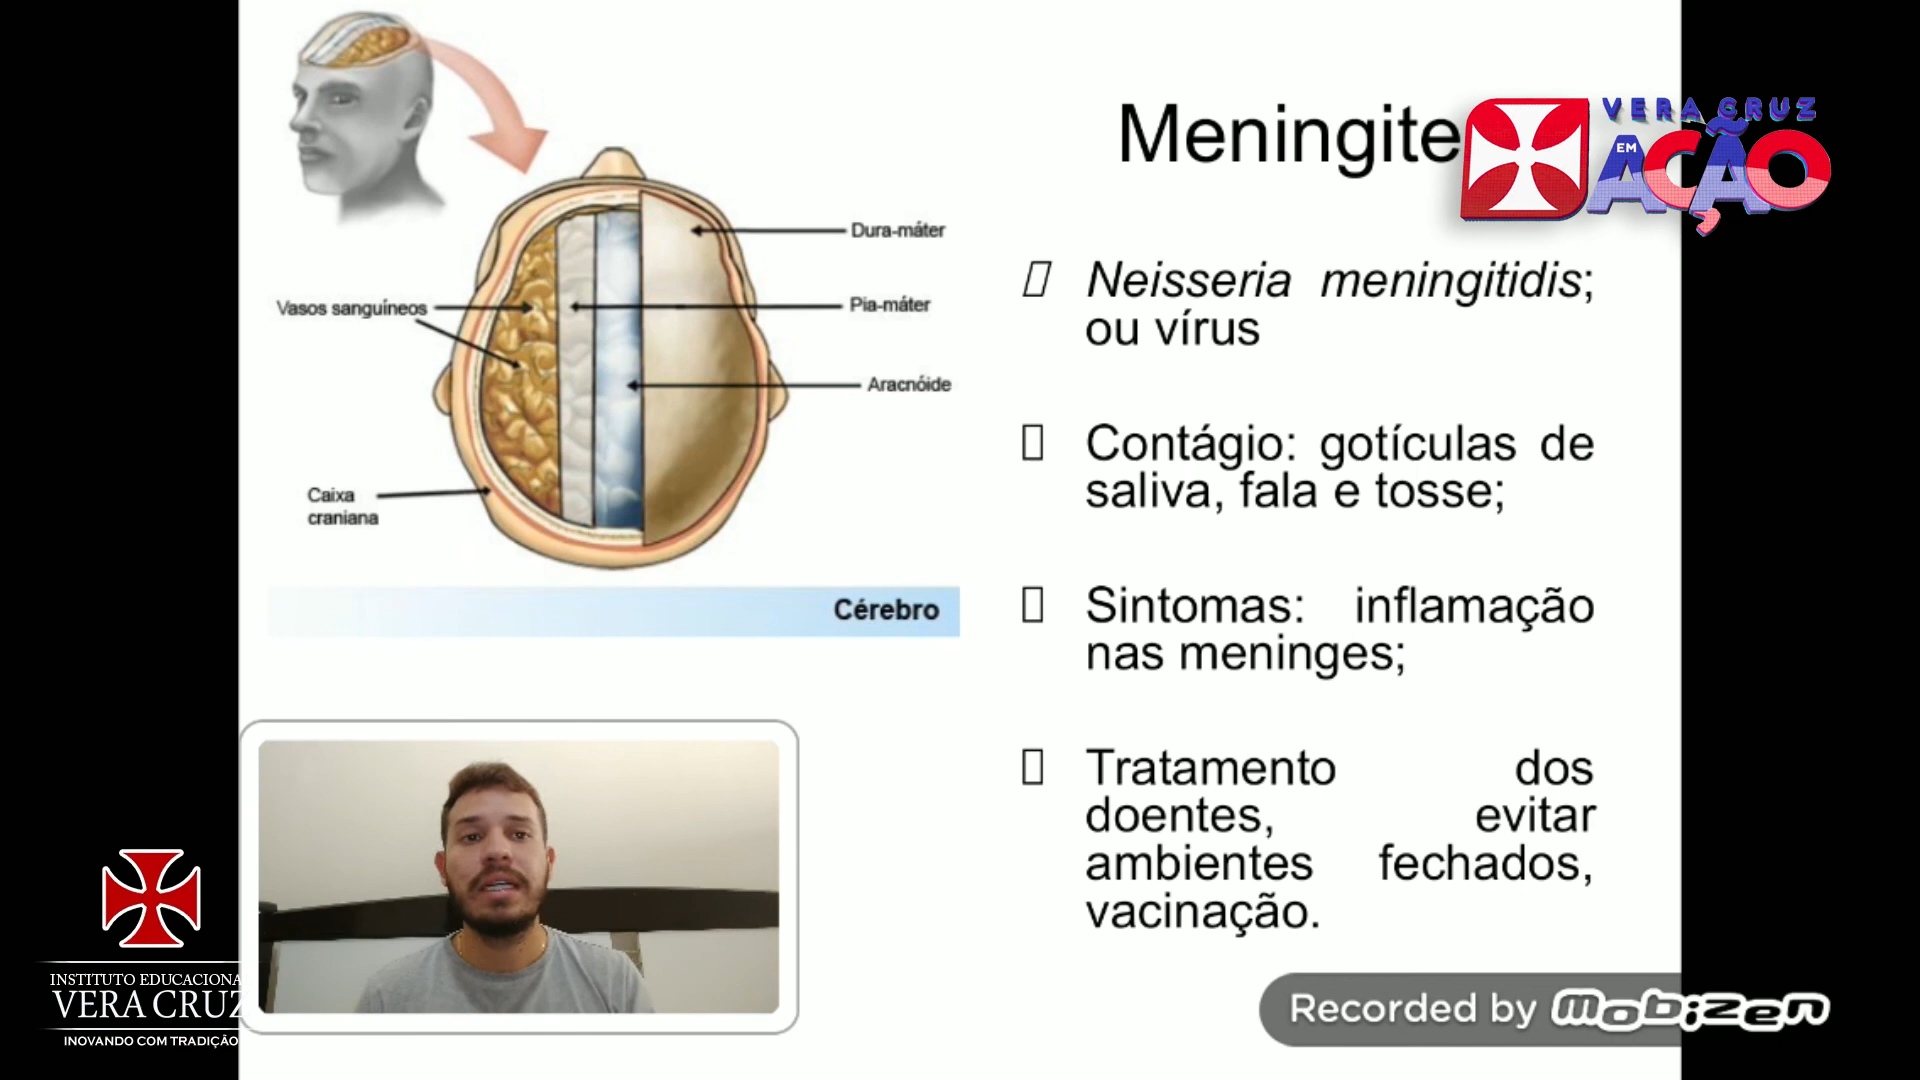 Meningite
VERA CRUZ
EM
AÇÃO
Dura-máter
Vasos sanguíneos
Pia-máter
Aracnóide
Caixa
craniana
Cérebro
Neisseria meningitidis;
ou vírus
Contágio: gotículas de
saliva, fala e tosse;
Sintomas: inflamação
nas meninges;
Tratamento dos
doentes, evitar
ambientes fechados,
vacinação.
INSTITUTO EDUCACIONA
VERA CRUZ
INOVANDO COM TRADIÇÃO
Recorded by mobizen